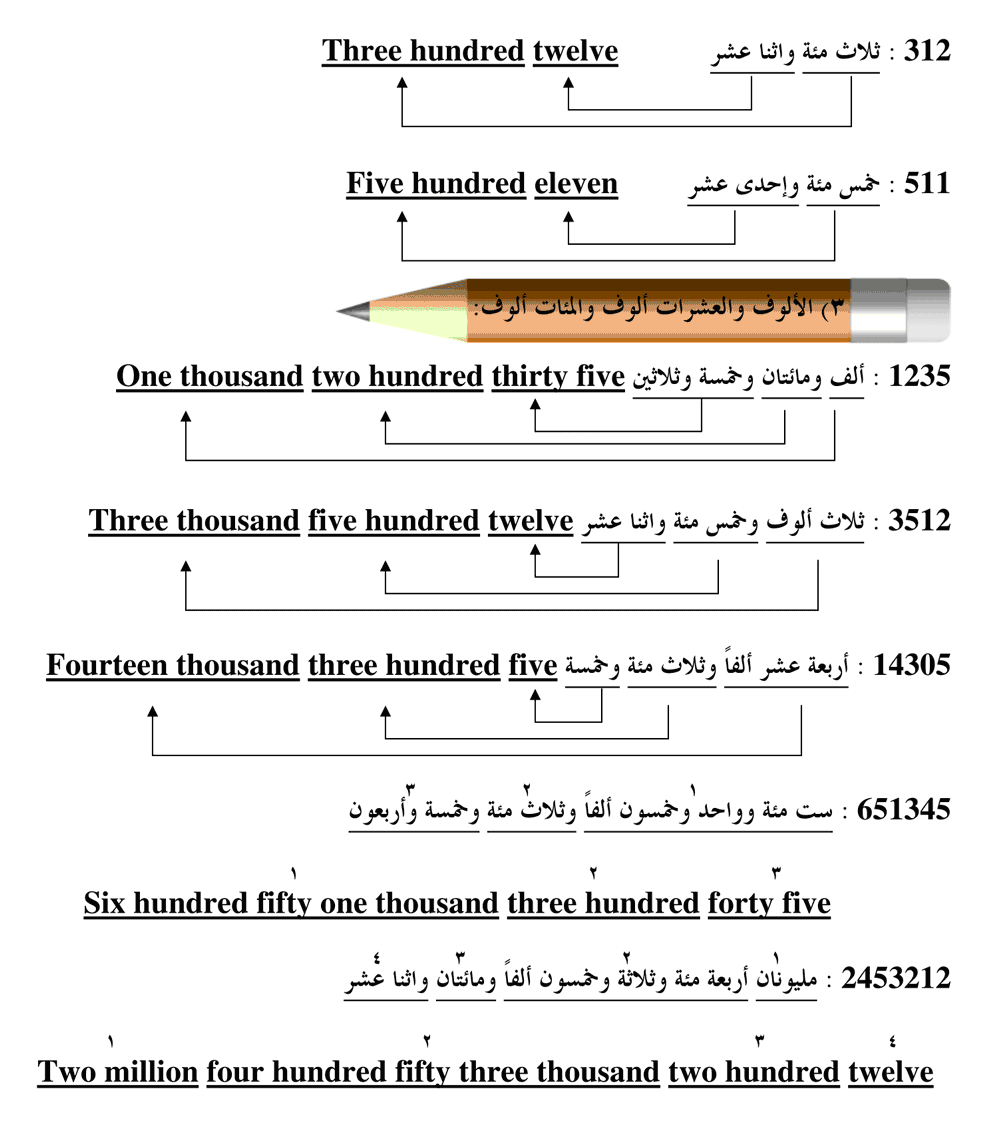 312 : ثلاث مئة واثنا عشر Three hundred twelve
511 : خمس مئة وإحدى عشر Five hundred eleven
٣) الألوف والعشرات ألوف والمئات ألوف:
1235 : ألف ومائتان وخمسة وثلاثين One thousand two hundred thirty five
3512 : ثلاث ألوف وخمس مئة واثنا عشر Three thousand five hundred twelve
14305 : أربعة عشر ألفاً وثلاث مئة وخمسة Fourteen thousand three hundred five
١ ٢ ٣
651345 : ست مئة وواحد وخمسون ألفاً وثلاث مئة وخمسة وأربعون
١ ٢ ٣
Six hundred fifty one thousand three hundred forty five
١ ٢ ٣ ٤
2453212 : مليونان أربعة مئة وثلاثة وخمسون ألفاً ومائتان واثنا عشر
١ ٢ ٣ ٤
Two million four hundred fifty three thousand two hundred twelve